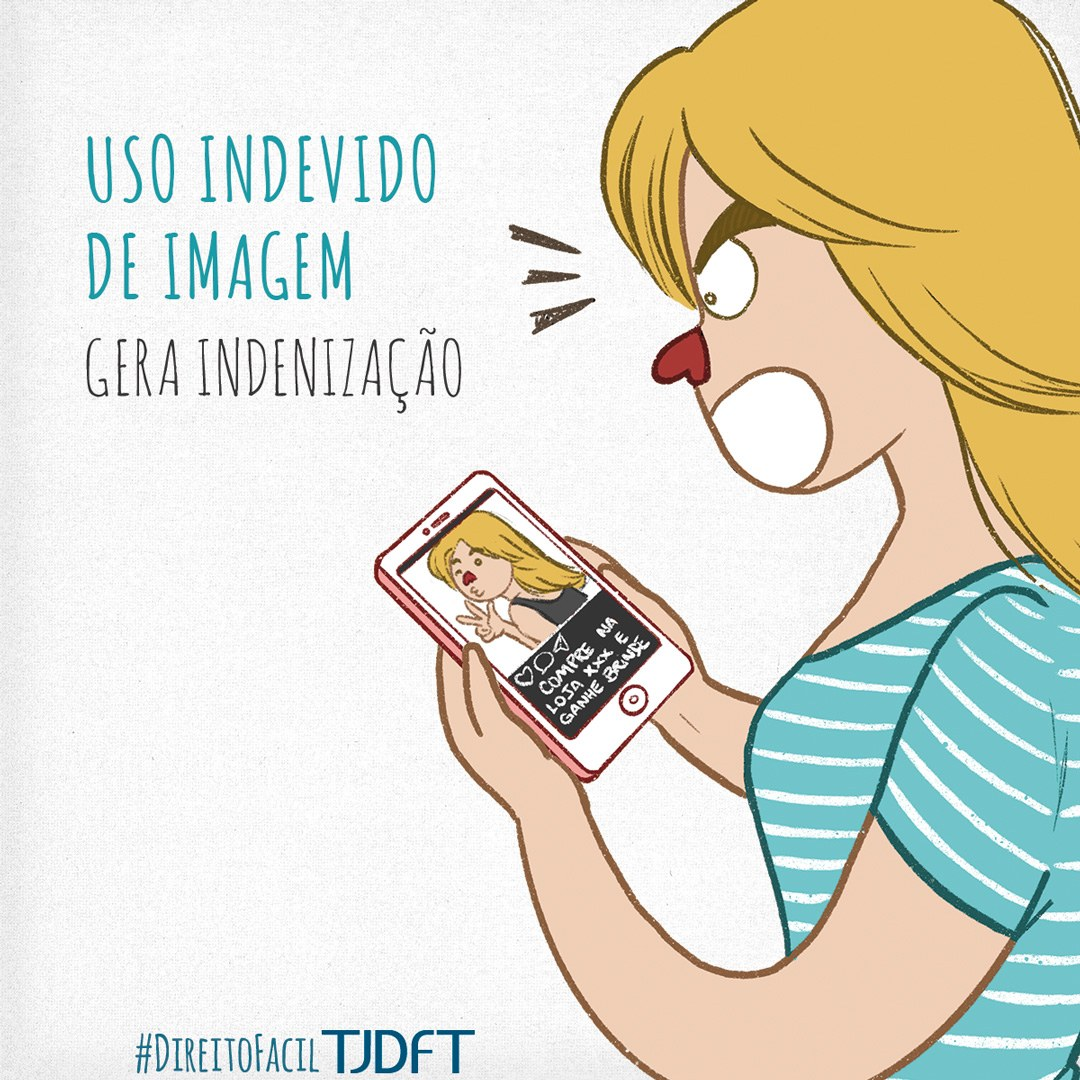 USO INDEVIDO
DE IMAGEM
GERA INDENIZAÇÃO
COMPRE NA
LOJA XXX E
GANHE BRINDE
#DIREITOFACIL TJDFT